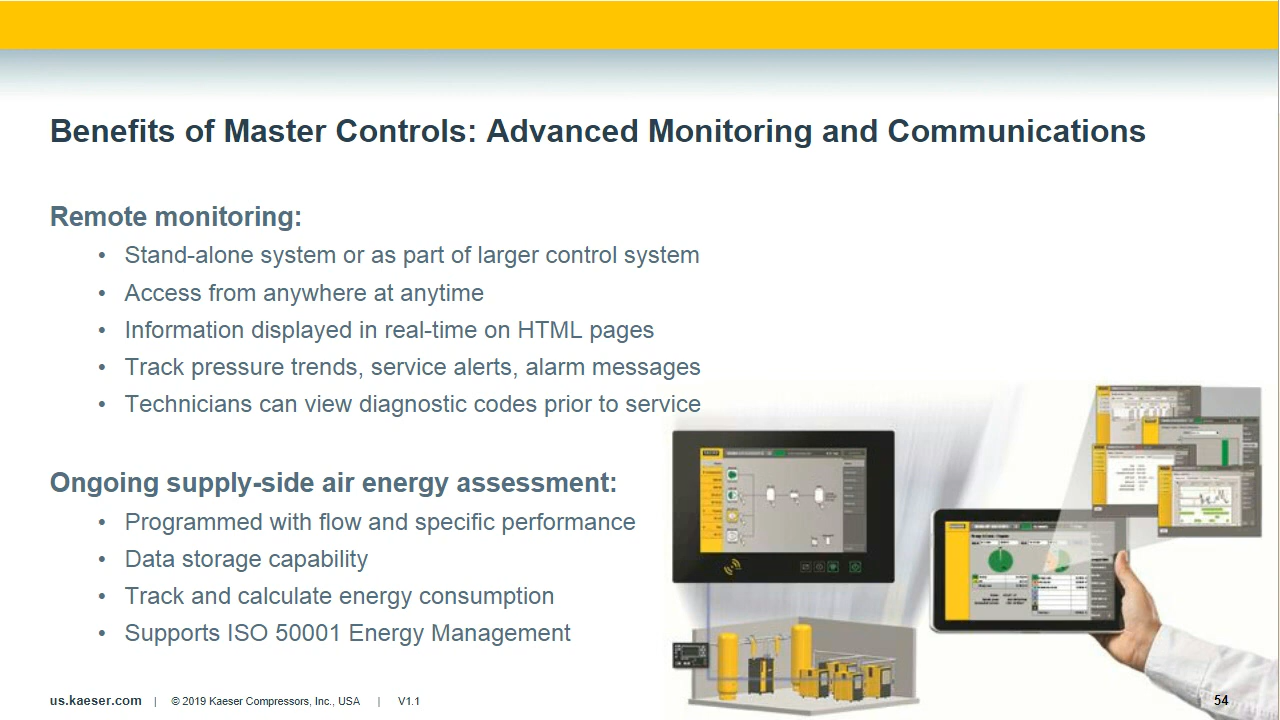 Benefits of Master Controls: Advanced Monitoring and Communications
Remote monitoring:
• Stand-alone system or as part of larger control system
• Access from anywhere at anytime
• Information displayed in real-time on HTML pages
• Track pressure trends, service alerts, alarm messages
• Technicians can view diagnostic codes prior to service
Ongoing supply-side air energy assessment:
• Programmed with flow and specific performance
• Data storage capability
• Track and calculate energy consumption
• Supports ISO 50001 Energy Management
us.kaeser.com | © 2019 Kaeser Compressors, Inc., USA | V1.1
54